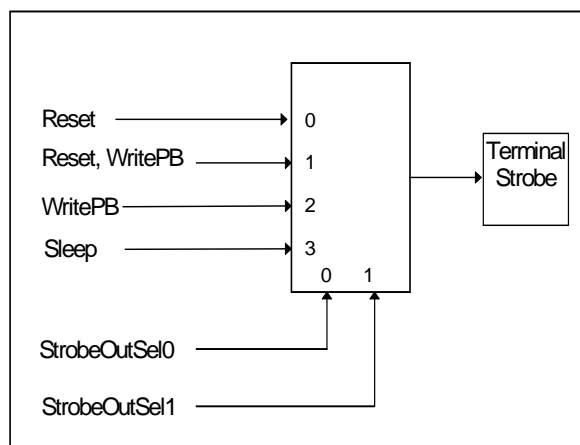 Reset
0
Reset, WritePB
1
Terminal
Strobe
WritePB
2
Sleep
3
0 1
StrobeOutSel0
StrobeOutSel1